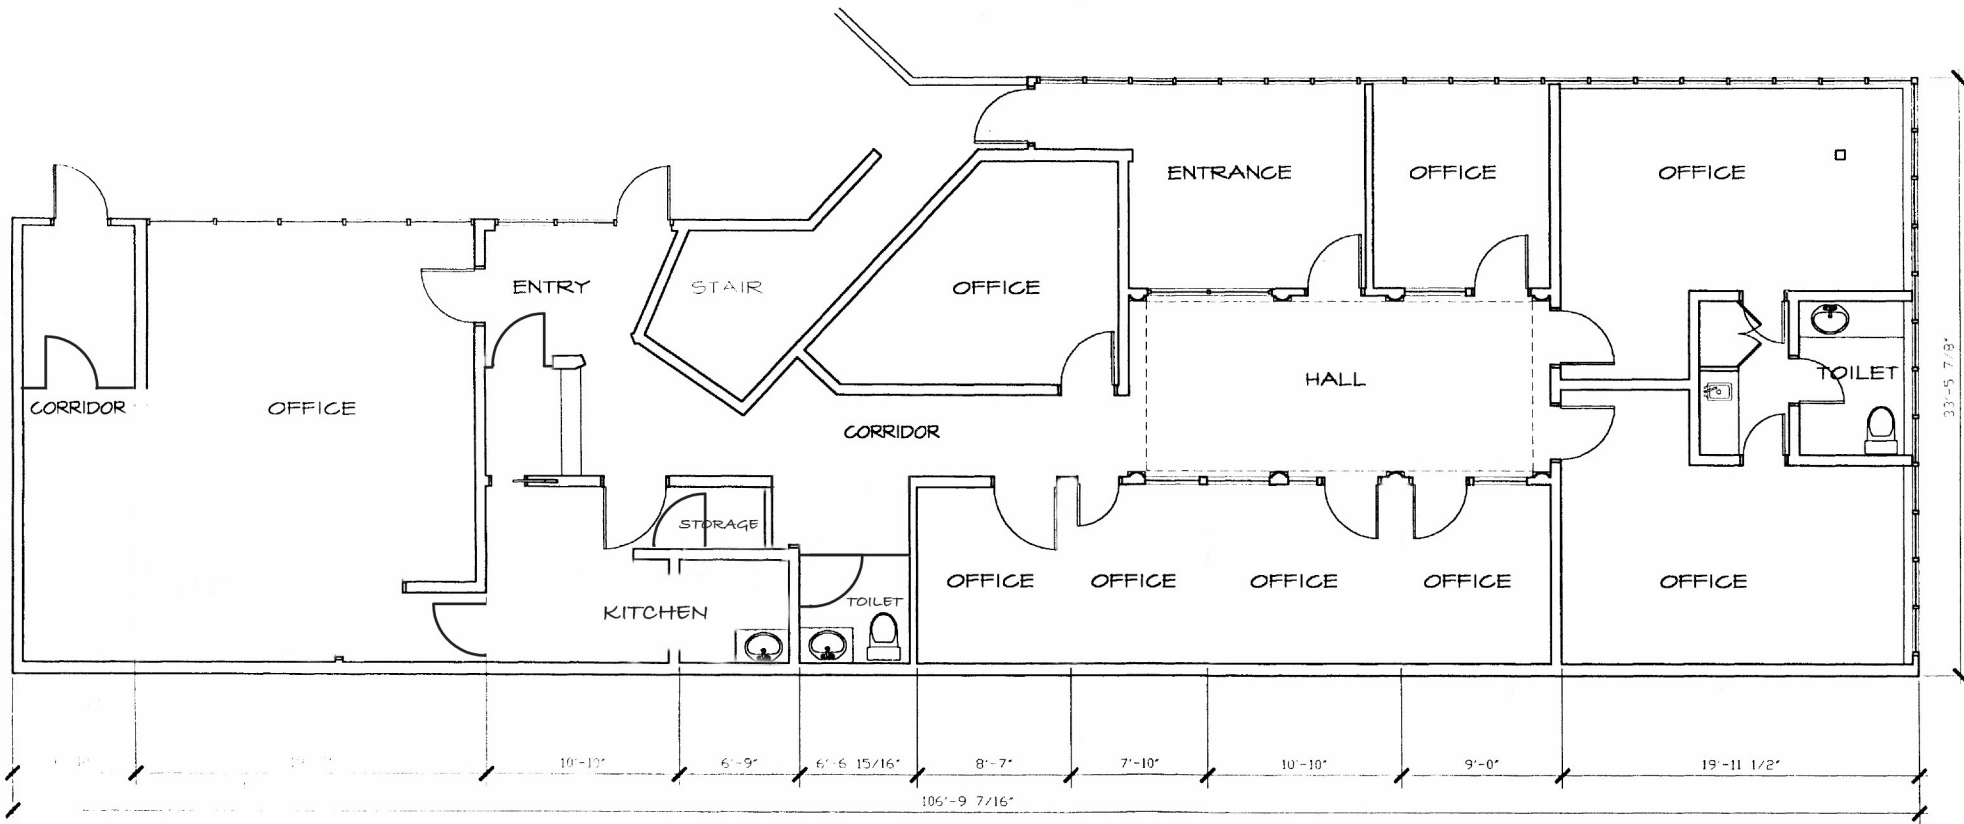 ENTRANCE
OFFICE
OFFICE
ENTRY
STAIR
OFFICE
CORRIDOR
OFFICE
CORRIDOR
HALL
TOILET
33'-5 7/8"
STORAGE
KITCHEN
TOILET
OFFICE
OFFICE
OFFICE
OFFICE
OFFICE
10'-10"
6'-9"
6'-6 15/16"
8'-7"
7'-10"
10'-10"
9'-0"
19'-11 1/2"
106'-9 7/16"